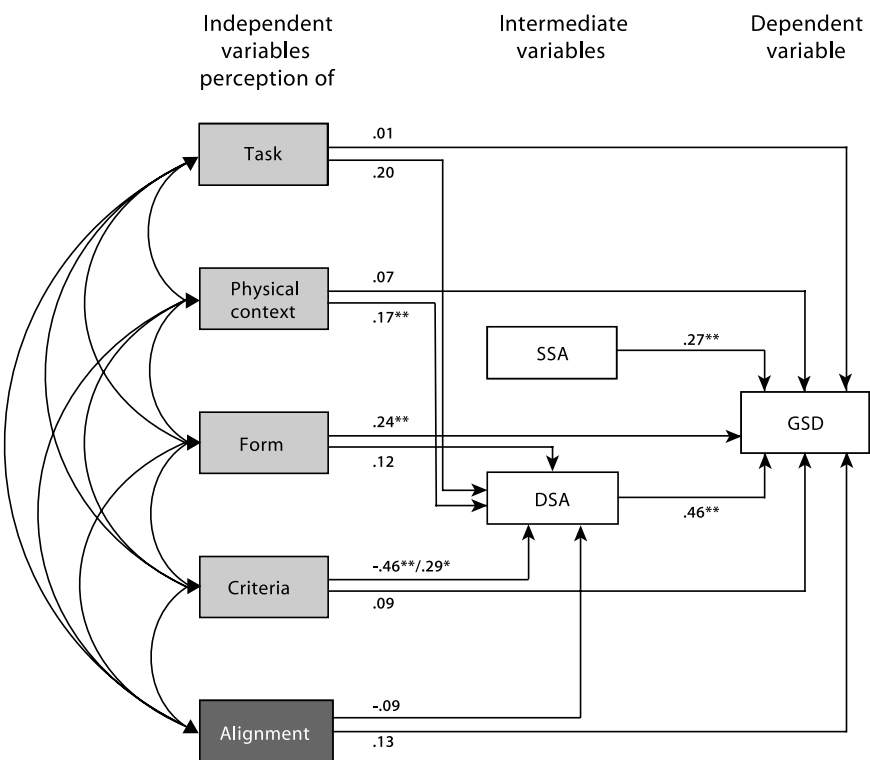 Independent
variables
perception of
Intermediate
variables
Dependent
variable
Task
.01
.20
Physical
context
.07
.17**
SSA
.27**
GSD
Form
.24**
.12
DSA
.46**
Criteria
-.46**/.29*
.09
Alignment
-.09
.13